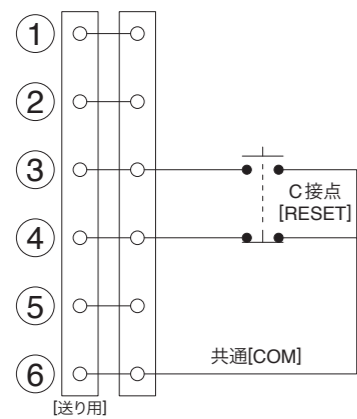 ①
②
③
C接点
[RESET]
④
⑤
共通[COM]
⑥
[送り用]